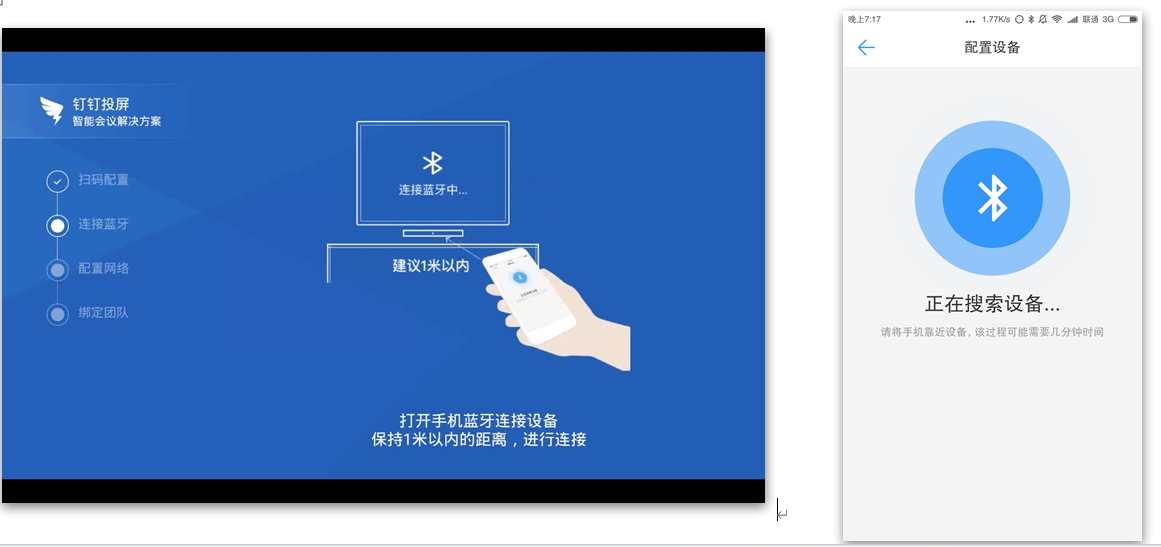 钉钉投屏
智能会议解决方案
扫码配置
连接蓝牙
配置网络
绑定团队
连接蓝牙中...
建议1米以内
打开手机蓝牙连接设备
保持1米以内的距离，进行连接
晚上7:17
... 1.77K/s 联通 3G
配置设备
正在搜索设备...
请将手机靠近设备, 该过程可能需要几分钟时间